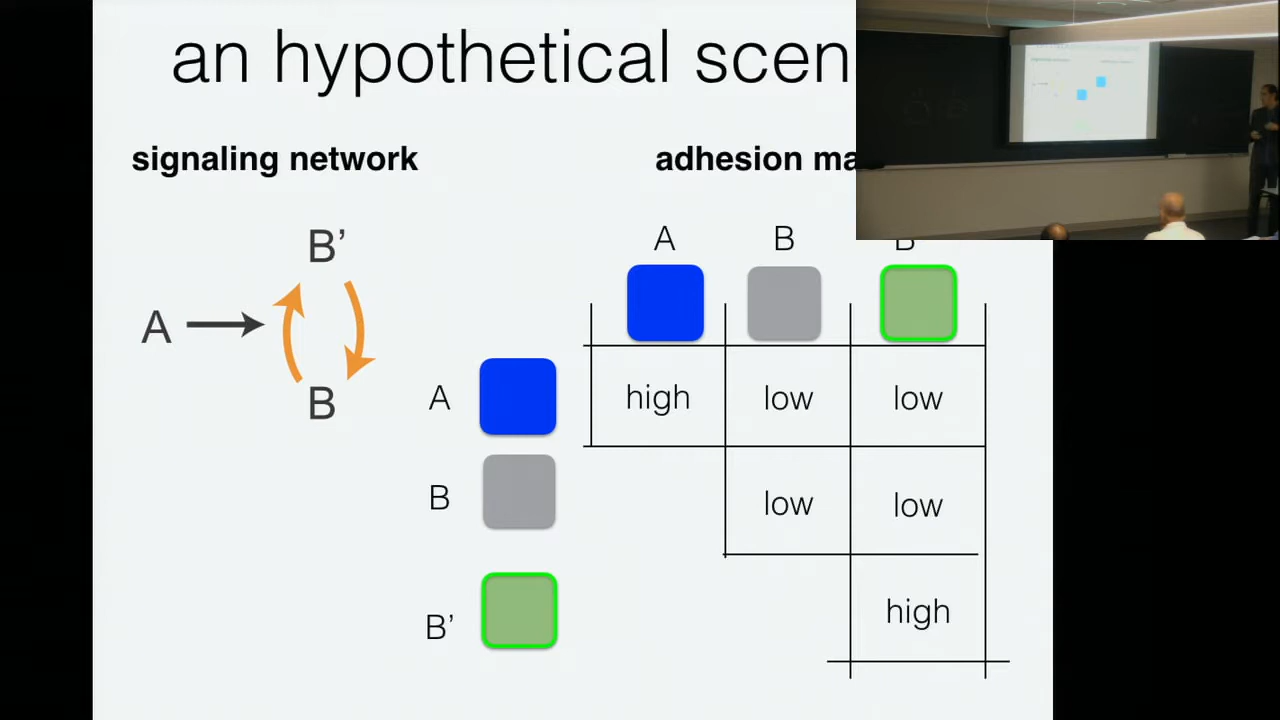 an hypothetical scen
signaling network
adhesion ma
A B B'
B'
A
B
A high low low
B low low
B' high